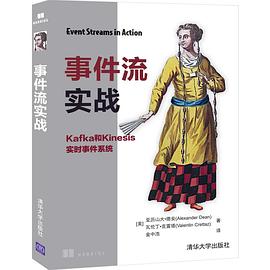 MANNING
Event Streams in Action
事件流
实战
Kafka和Kinesis
实时事件系统
[美] 亚历山大·德安(Alexander Dean)
瓦伦丁·克雷塔(Valentin Crettaz)
著
金中浩
译
清华大学出版社
事件流实战
清华大学出版社